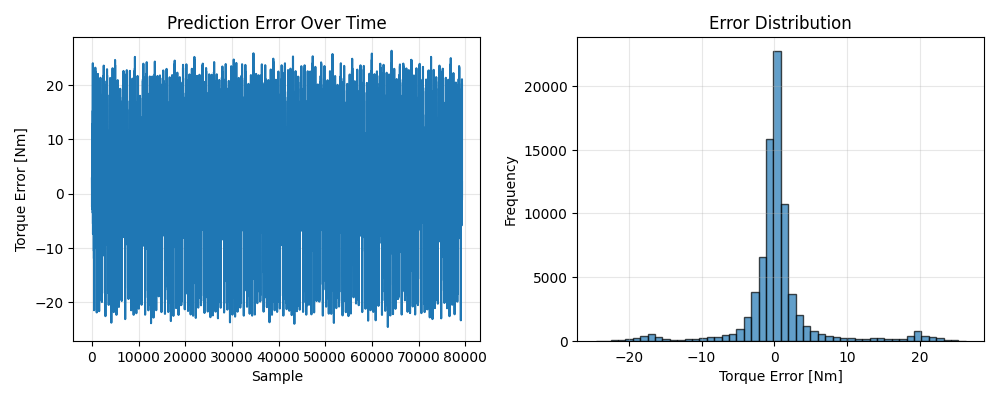 Prediction Error Over Time
Torque Error [Nm]
20
10
0
−10
−20
0 10000 20000 30000 40000 50000 60000 70000 80000
Sample
Error Distribution
Frequency
20000
15000
10000
5000
0
−20 −10 0 10 20
Torque Error [Nm]